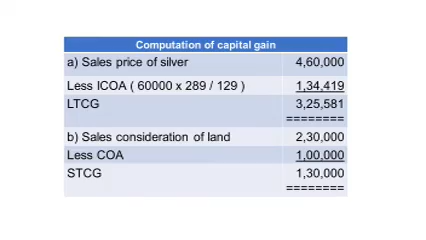 Computation of capital gain
a) Sales price of silver 4,60,000
Less ICOA ( 60000 x 289 / 129 ) 1,34,419
LTCG 3,25,581
========
b) Sales consideration of land 2,30,000
Less COA 1,00,000
STCG 1,30,000
========